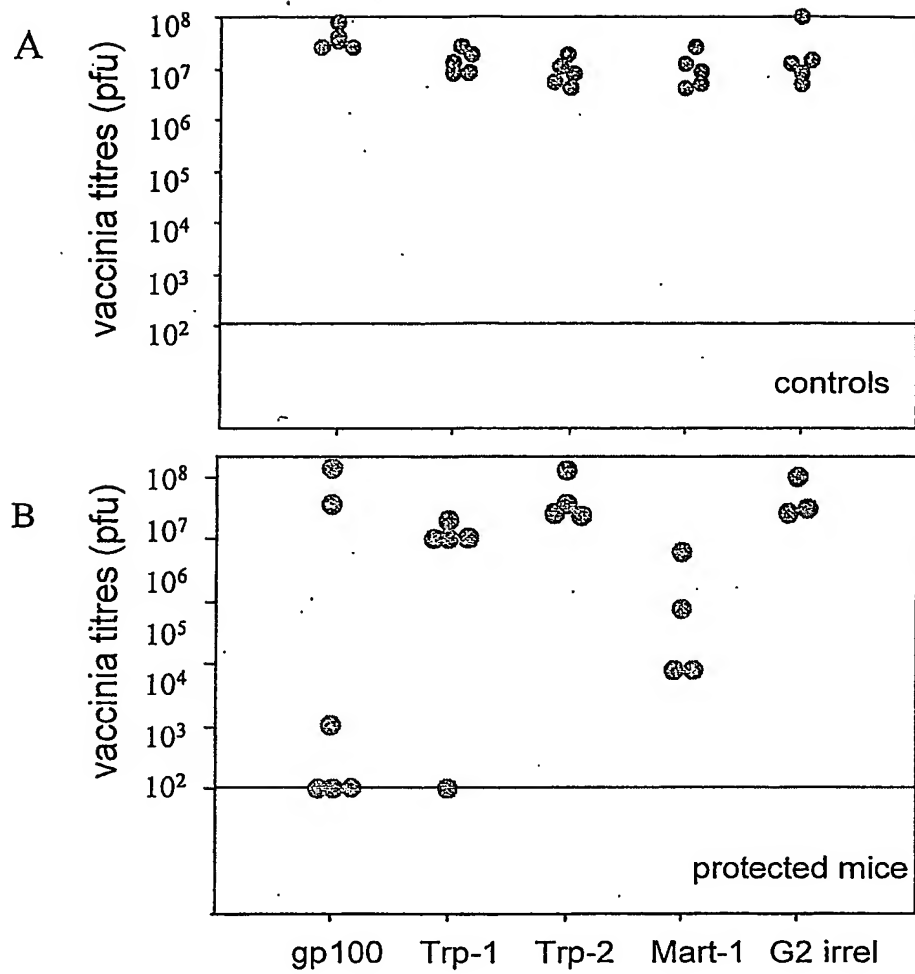 A
vaccinia titres (pfu)
10⁸
10⁷
10⁶
10⁵
10⁴
10³
10²
controls
B
vaccinia titres (pfu)
10⁸
10⁷
10⁶
10⁵
10⁴
10³
10²
protected mice
gp100 Trp-1 Trp-2 Mart-1 G2 irrel